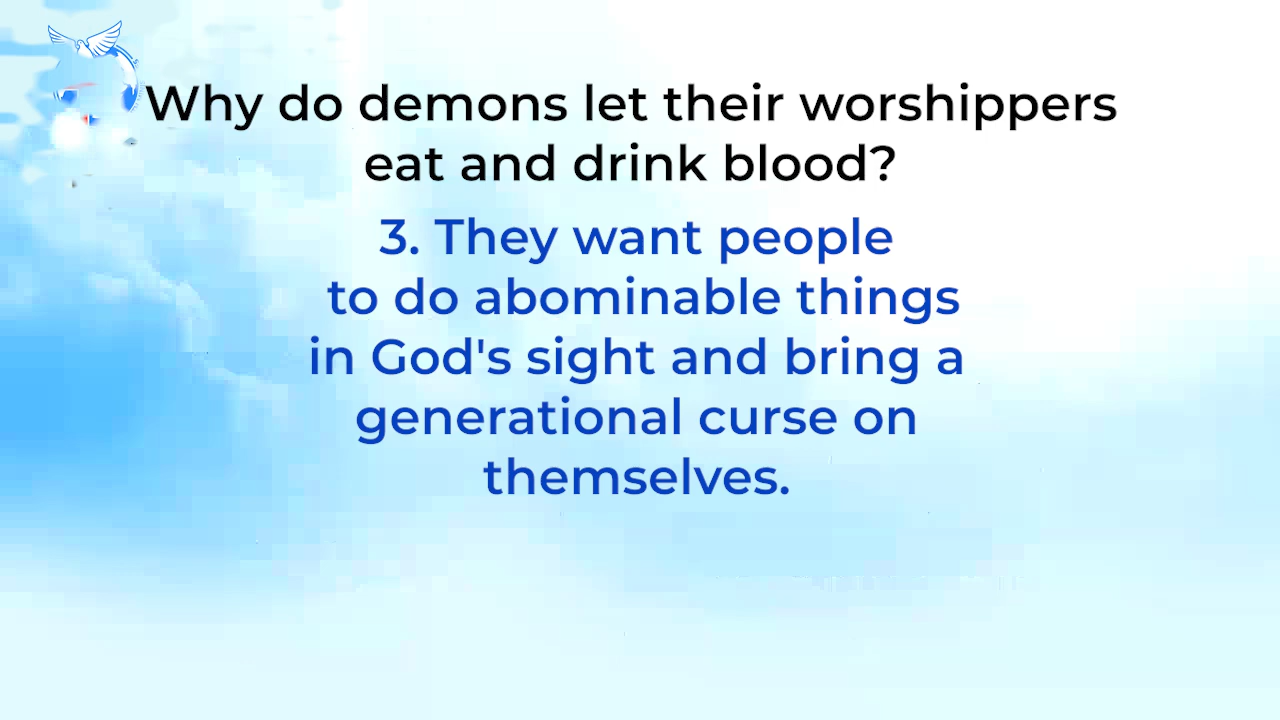 Why do demons let their worshippers
eat and drink blood?
3. They want people
to do abominable things
in God's sight and bring a
generational curse on
themselves.